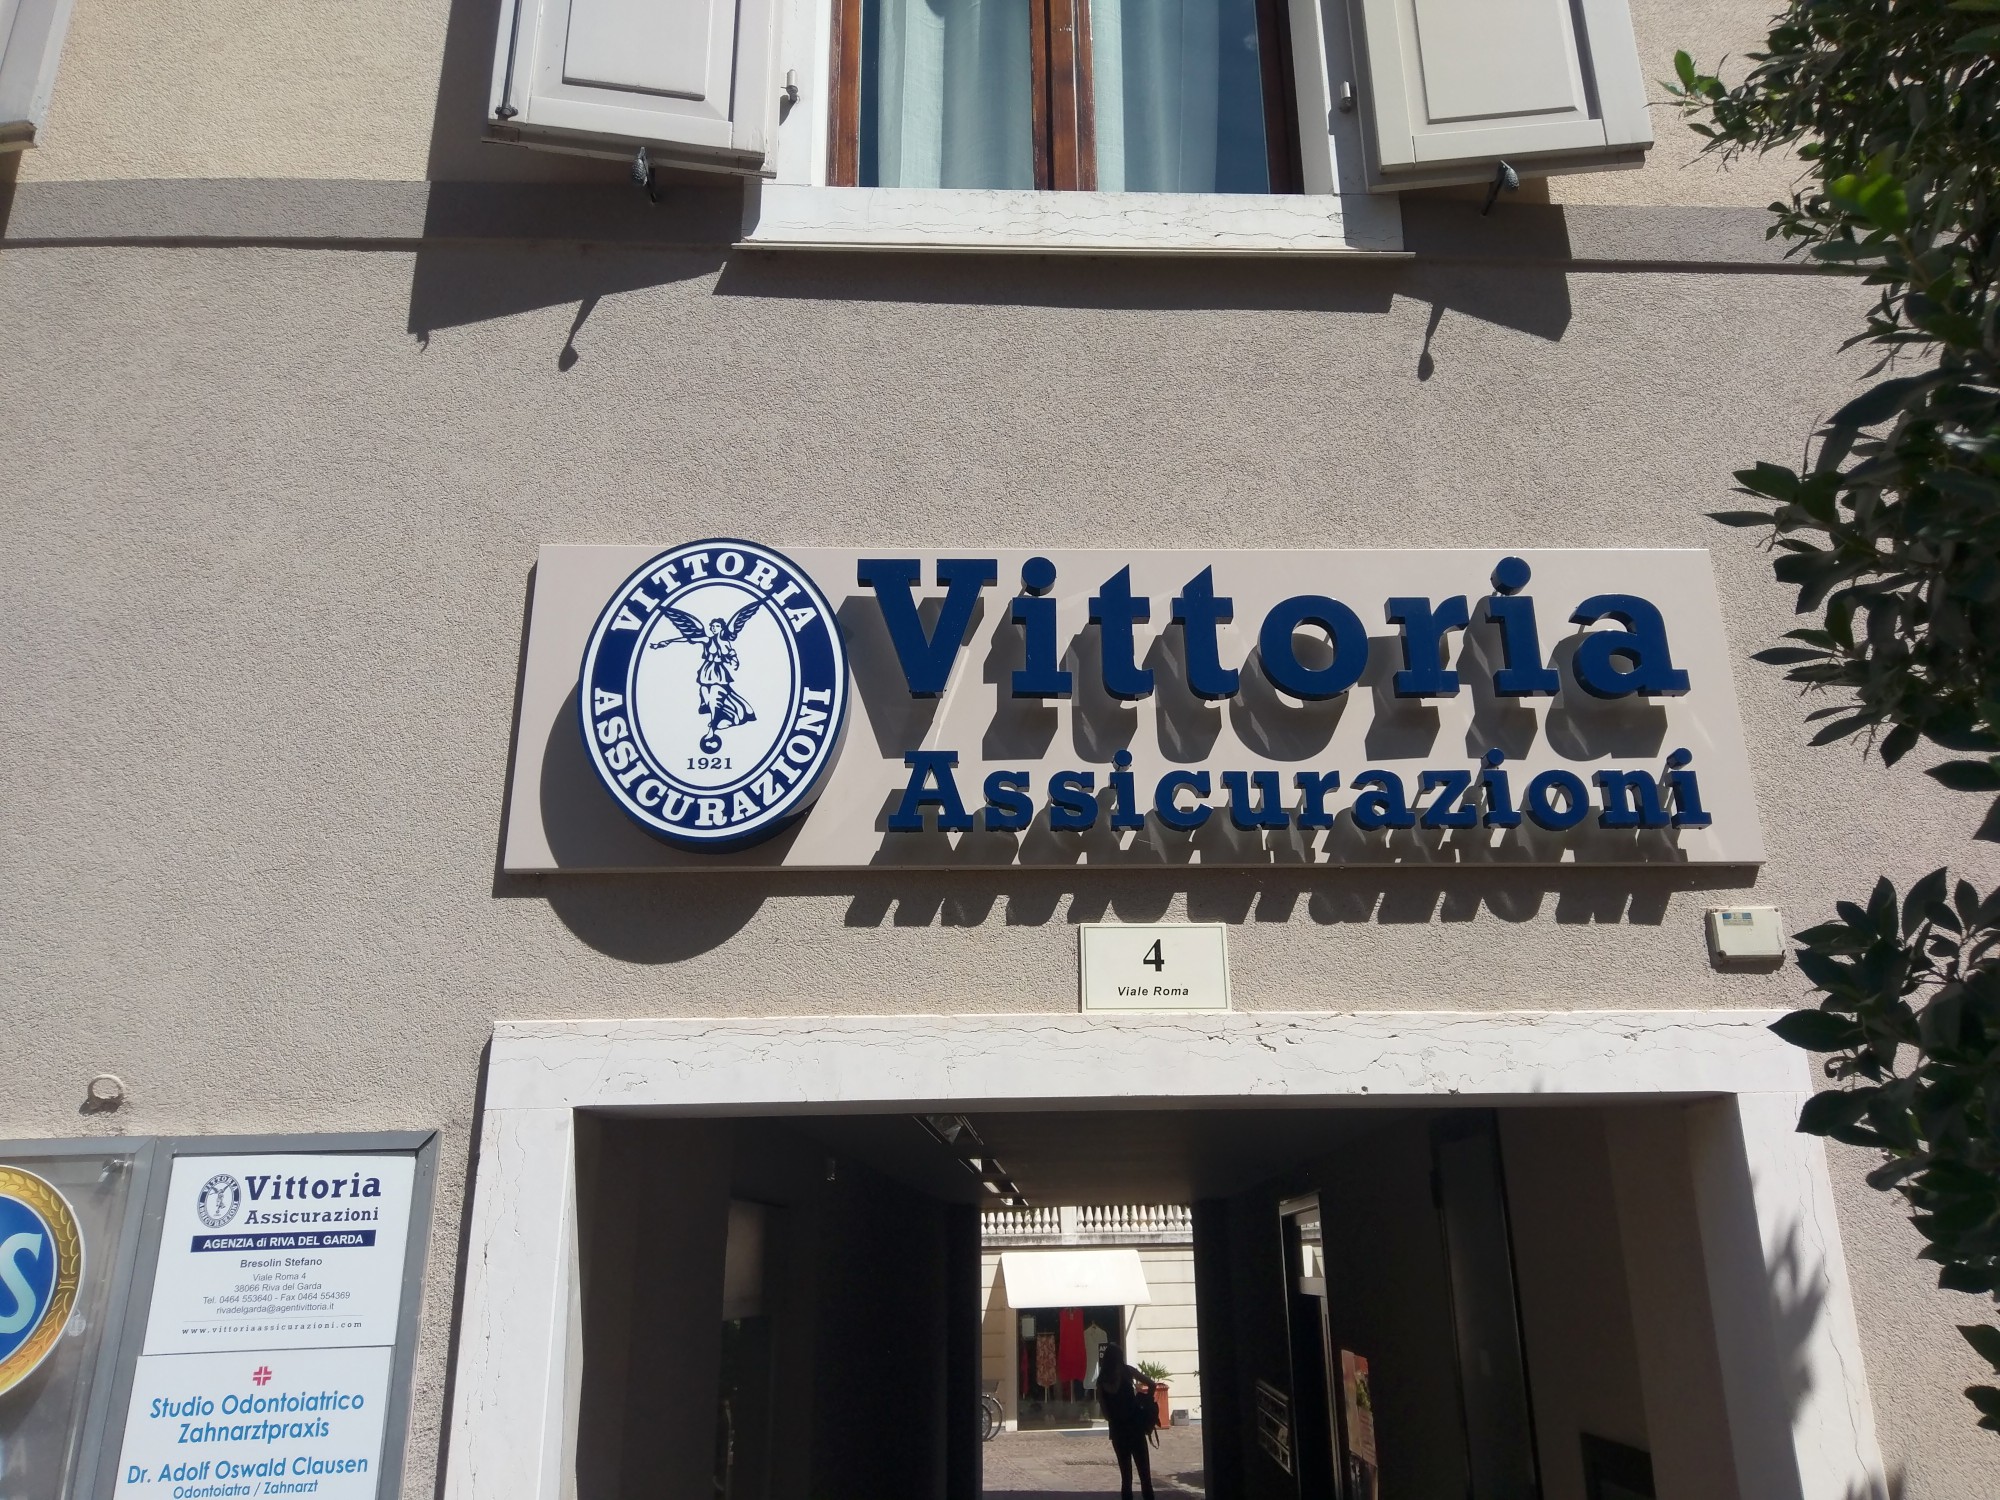 VITTORIA
ASSICURAZIONI
1921
Vittoria
Assicurazioni
4
Viale Roma
VITTORIA
ASSICURAZIONI
Vittoria
Assicurazioni
AGENZIA di RIVA DEL GARDA
Bresolin Stefano
Viale Roma 4
38066 Riva del Garda
Tel. 0464 553640 - Fax 0464 554369
rivadelgarda@agentivittoria.it
www.vittoriaassicurazioni.com
Studio Odontoiatrico
Zahnarztpraxis
Dr. Adolf Oswald Clausen
Odontoiatra / Zahnarzt
S